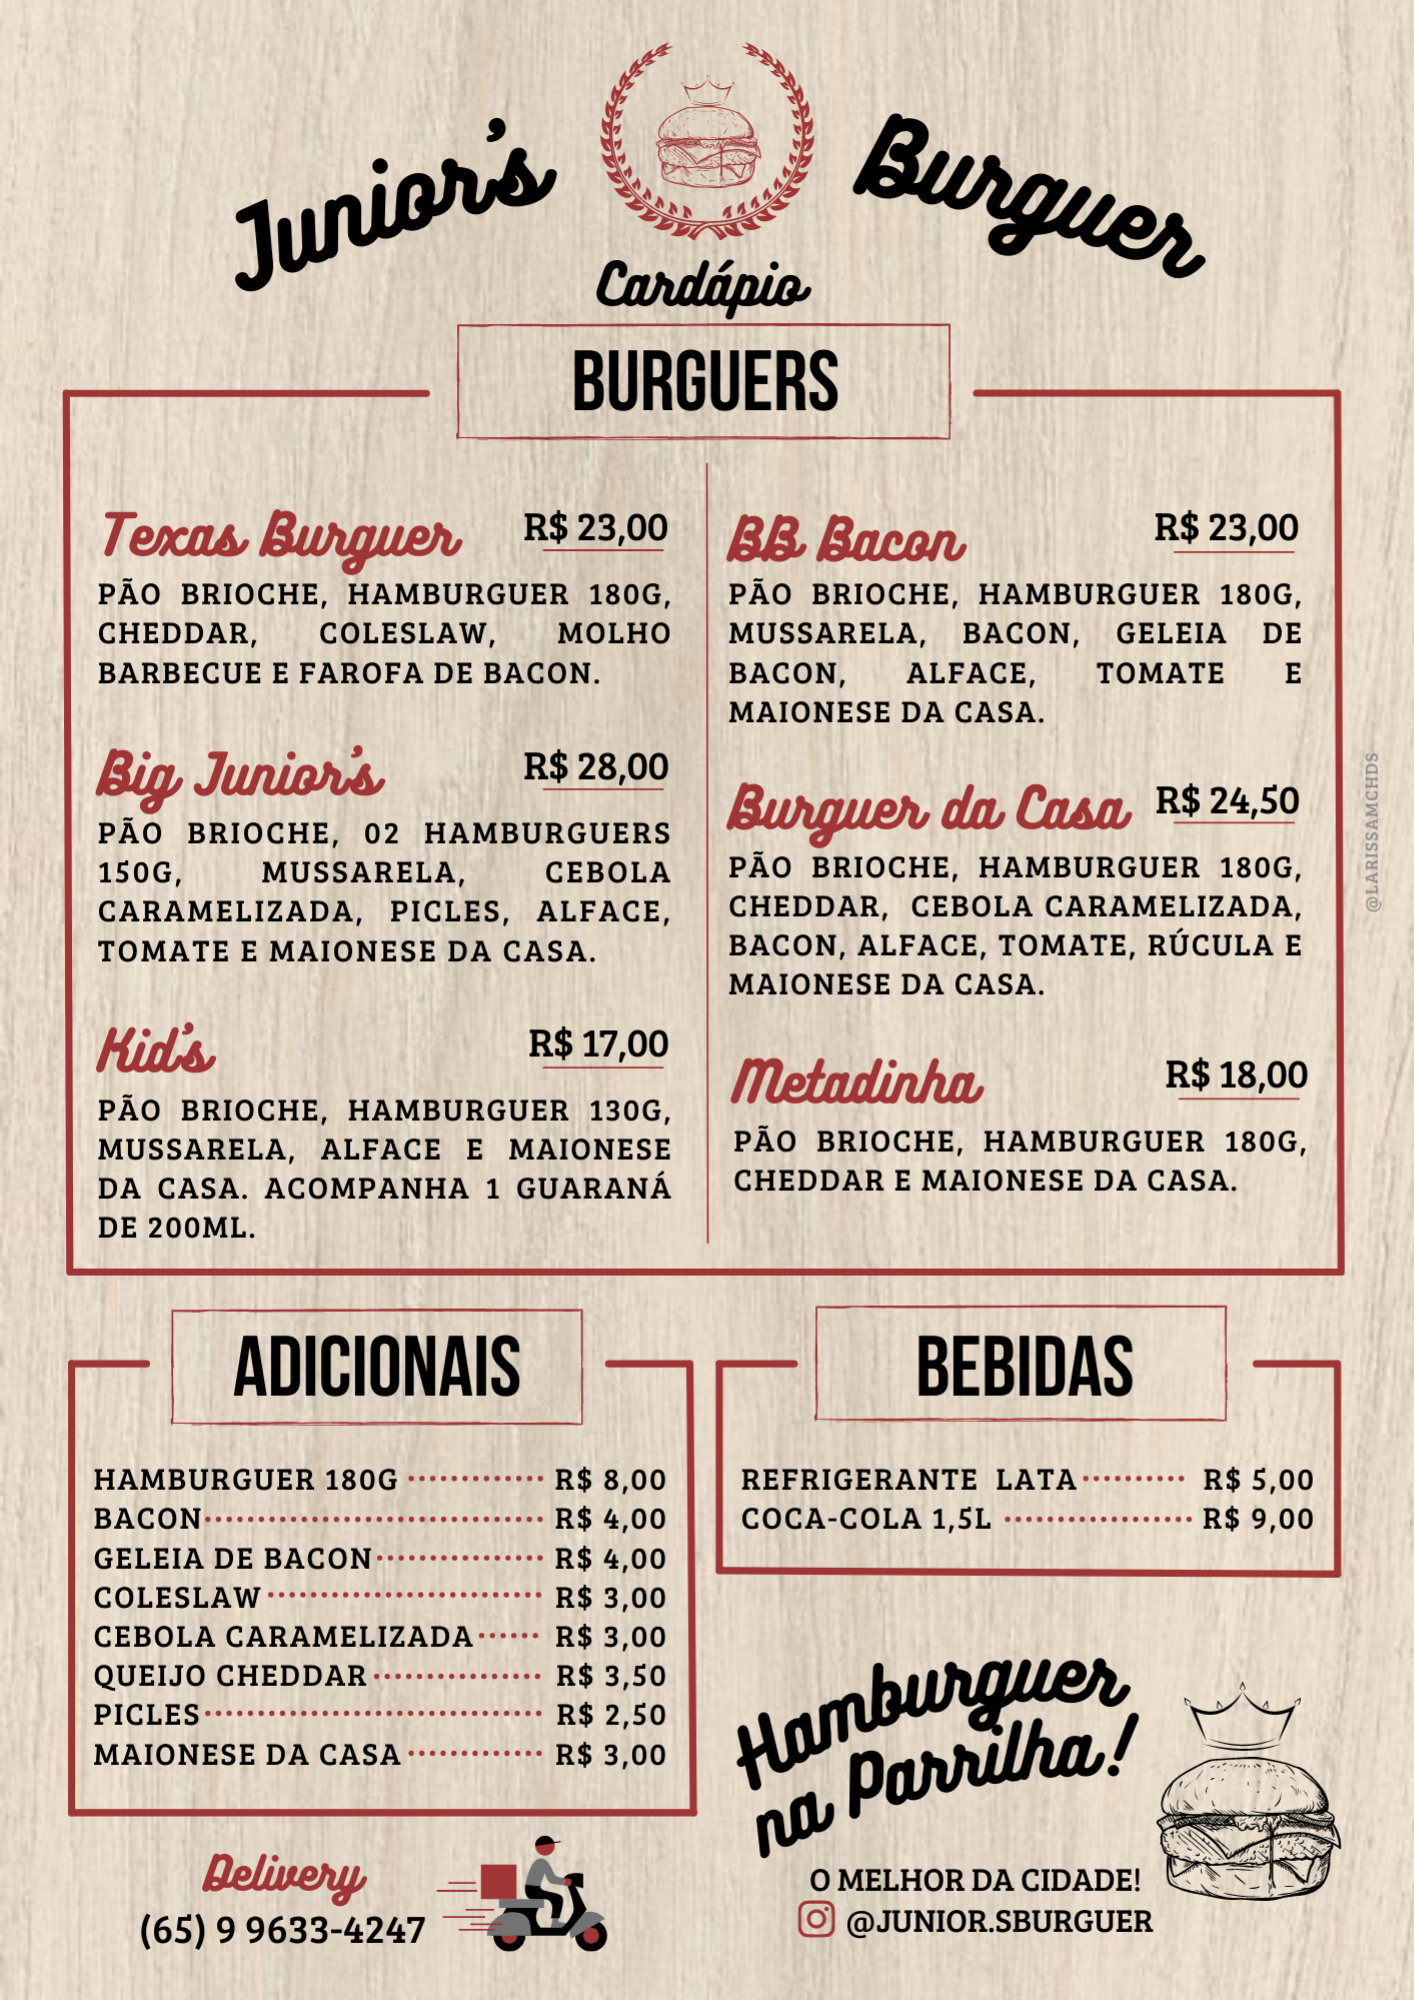 Junior's Burguer
Cardápio
BURGUERS
Texas Burguer R$ 23,00
PÃO BRIOCHE, HAMBURGUER 180G,
CHEDDAR, COLESLAW, MOLHO
BARBECUE E FAROFA DE BACON.
Big Junior's R$ 28,00
PÃO BRIOCHE, 02 HAMBURGUERS
150G, MUSSARELA, CEBOLA
CARAMELIZADA, PICLES, ALFACE,
TOMATE E MAIONESE DA CASA.
Kid's R$ 17,00
PÃO BRIOCHE, HAMBURGUER 130G,
MUSSARELA, ALFACE E MAIONESE
DA CASA. ACOMPANHA 1 GUARANÁ
DE 200ML.
BB Bacon R$ 23,00
PÃO BRIOCHE, HAMBURGUER 180G,
MUSSARELA, BACON, GELEIA DE
BACON, ALFACE, TOMATE E
MAIONESE DA CASA.
Burguer da Casa R$ 24,50
PÃO BRIOCHE, HAMBURGUER 180G,
CHEDDAR, CEBOLA CARAMELIZADA,
BACON, ALFACE, TOMATE, RÚCULA E
MAIONESE DA CASA.
Metadinha R$ 18,00
PÃO BRIOCHE, HAMBURGUER 180G,
CHEDDAR E MAIONESE DA CASA.
@LARISSAMCHDS
ADICIONAIS
HAMBURGUER 180G R$ 8,00
BACON R$ 4,00
GELEIA DE BACON R$ 4,00
COLESLAW R$ 3,00
CEBOLA CARAMELIZADA R$ 3,00
QUEIJO CHEDDAR R$ 3,50
PICLES R$ 2,50
MAIONESE DA CASA R$ 3,00
BEBIDAS
REFRIGERANTE LATA R$ 5,00
COCA-COLA 1,5L R$ 9,00
Delivery
(65) 9 9633-4247
Hamburguer
na Parrilha!
O MELHOR DA CIDADE!
@JUNIOR.SBURGUER